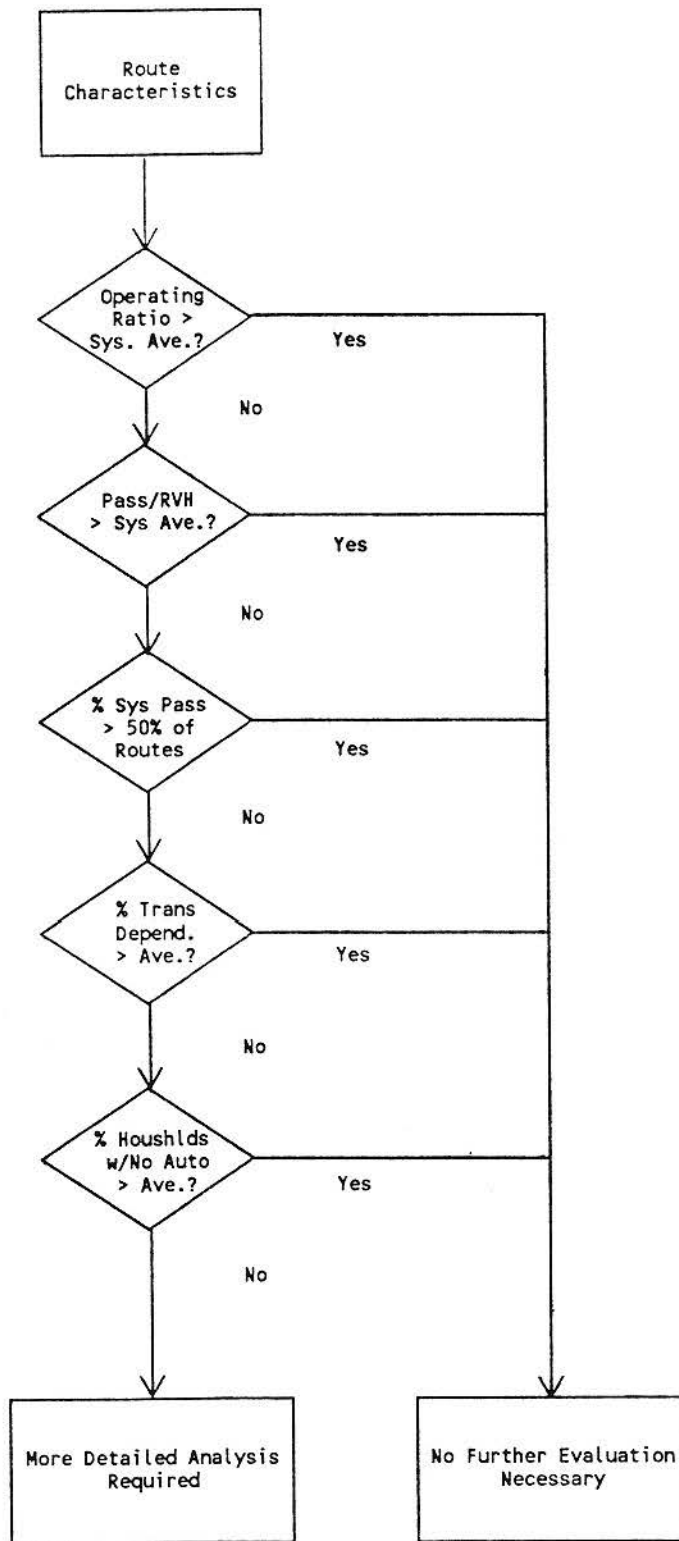 Route
Characteristics
Operating
Ratio >
Sys. Ave.?
Yes
No
Pass/RVH
> Sys Ave.?
Yes
No
% Sys Pass
> 50% of
Routes
Yes
No
% Trans
Depend.
> Ave.?
Yes
No
% Houshlds
w/No Auto
> Ave.?
Yes
No
More Detailed Analysis
Required
No Further Evaluation
Necessary